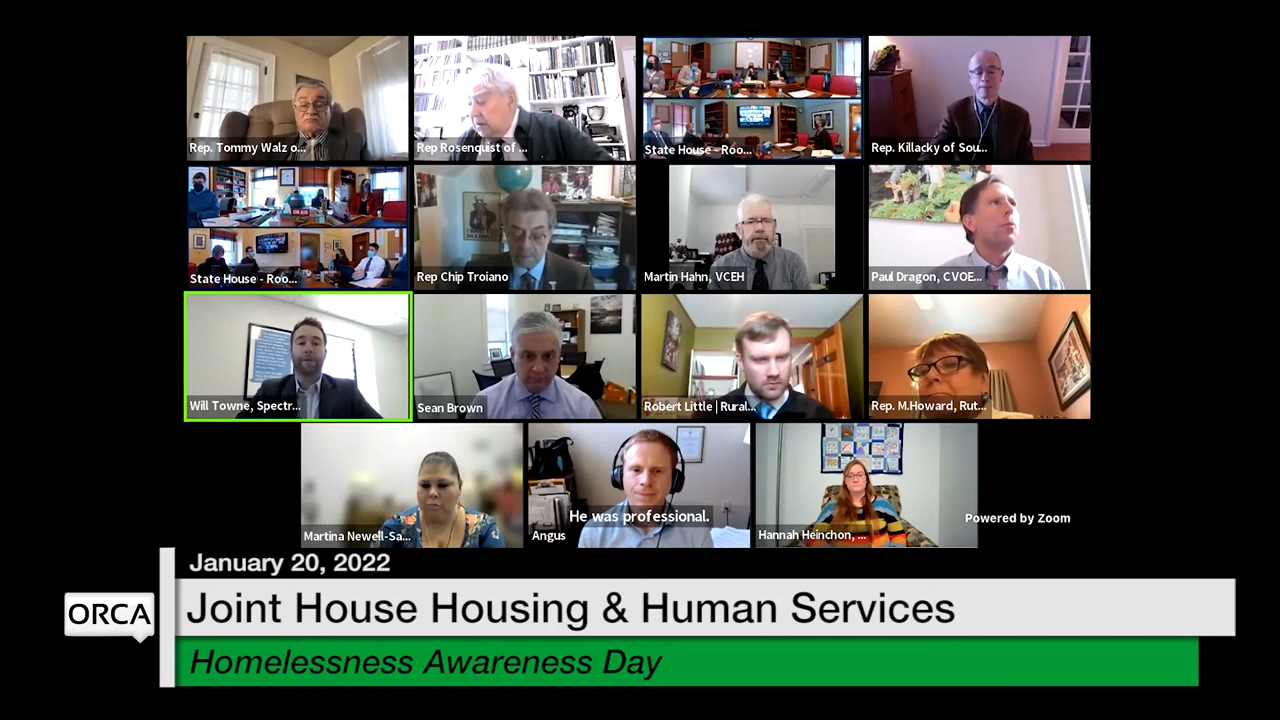 Rep. Tommy Walz o...
Rep Rosenquist of ...
State House - Roo...
Rep. Killacky of Sou...
ON AIR
State House - Roo...
Rep Chip Troiano
Martin Hahn, VCEH
Paul Dragon, CVOE...
Will Towne, Spectr...
Sean Brown
Robert Little | Rural...
Rep. M.Howard, Rut...
Martina Newell-Sa...
He was professional.
Angus
Hannah Heinchon, ...
Powered by Zoom
January 20, 2022
ORCA
Joint House Housing & Human Services
Homelessness Awareness Day